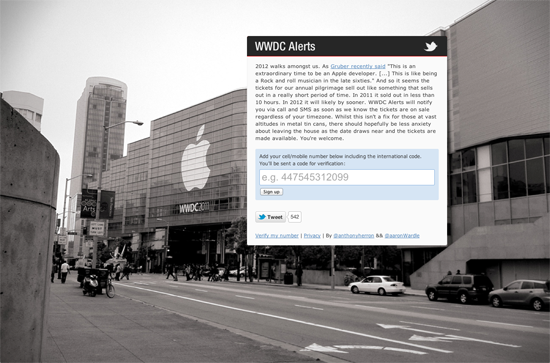 WWDC Alerts
2012 walks amongst us. As Gruber recently said "This is an
extraordinary time to be an Apple developer. [...] This is like being
a Rock and roll musician in the late sixties." And so it seems the
tickets for our annual pilgrimage sell out like something that sells
out in a really short period of time. In 2011 it sold out in less than
10 hours. In 2012 it will likely by sooner. WWDC Alerts will notify
you via call and SMS as soon as we know the tickets are on sale
regardless of your timezone. Whilst this isn't a fix for those at vast
altitudes in metal tin cans, there should hopefully be less anxiety
about leaving the house as the date draws near and the tickets are
made available. You're welcome.
Add your cell/mobile number below including the international code.
You'll be sent a code for verification:
e.g. 447545312099
Sign up
Tweet 542
Verify my number | Privacy | By @anthonyherron && @aaronWardle
WWDC2011
Arts